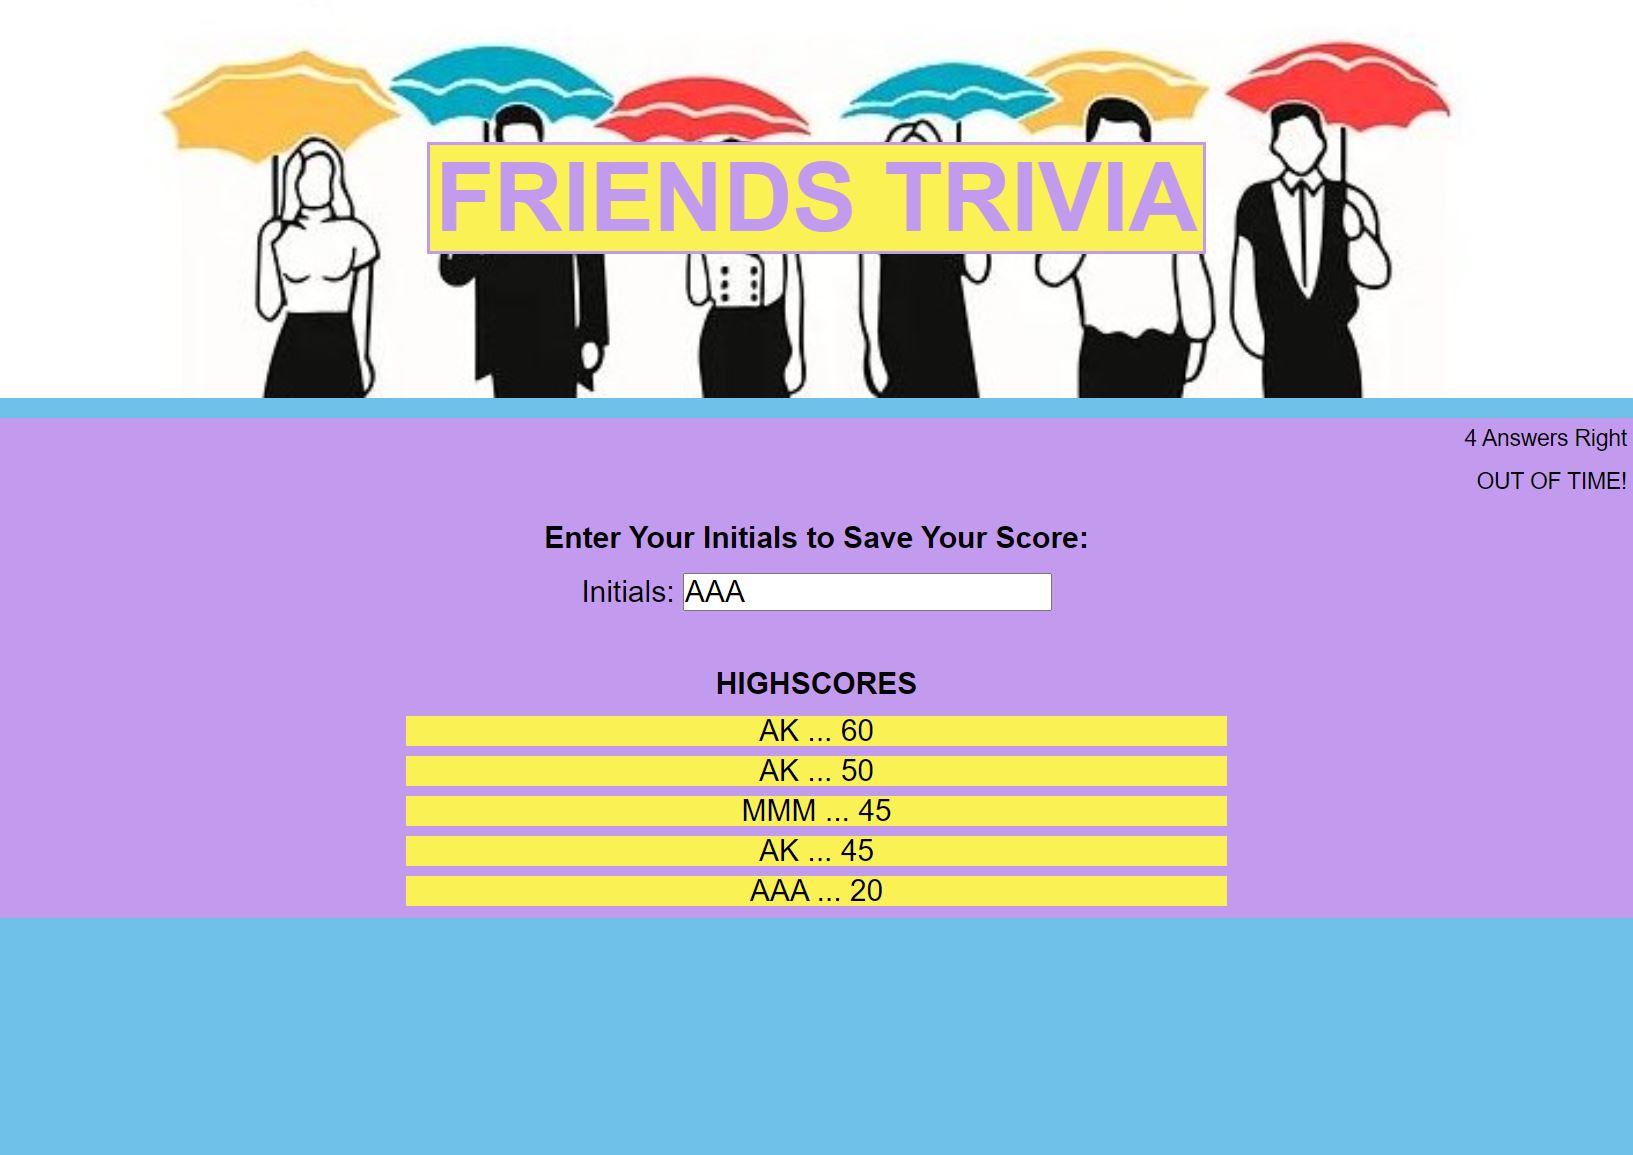 FRIENDS TRIVIA
4 Answers Right
OUT OF TIME!
Enter Your Initials to Save Your Score:
Initials: AAA
HIGHSCORES
AK ... 60
AK ... 50
MMM ... 45
AK ... 45
AAA ... 20